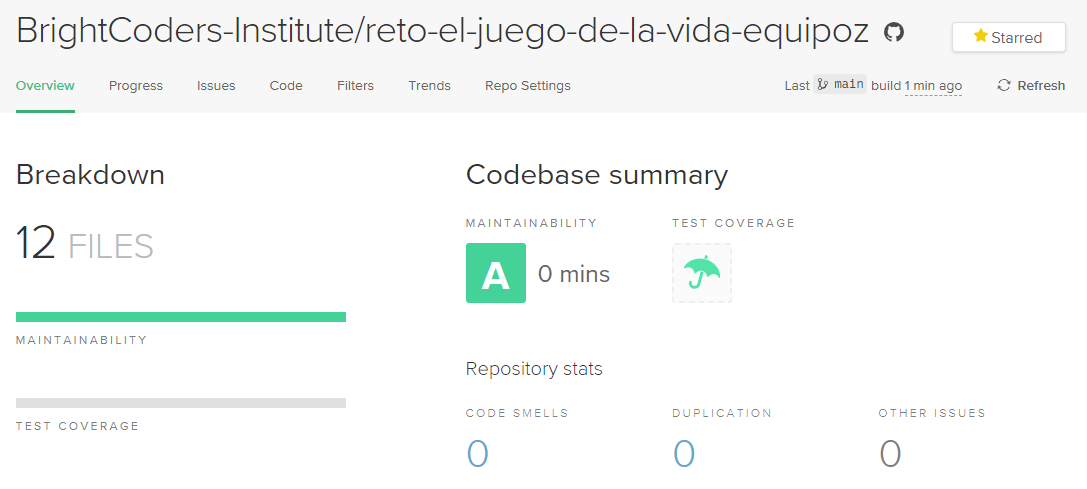 BrightCoders-Institute/reto-el-juego-de-la-vida-equipoz
Starred
Overview Progress Issues Code Filters Trends Repo Settings
Last main build 1 min ago Refresh
Breakdown
12 FILES
MAINTAINABILITY
TEST COVERAGE
Codebase summary
MAINTAINABILITY TEST COVERAGE
A 0 mins
Repository stats
CODE SMELLS DUPLICATION OTHER ISSUES
0 0 0